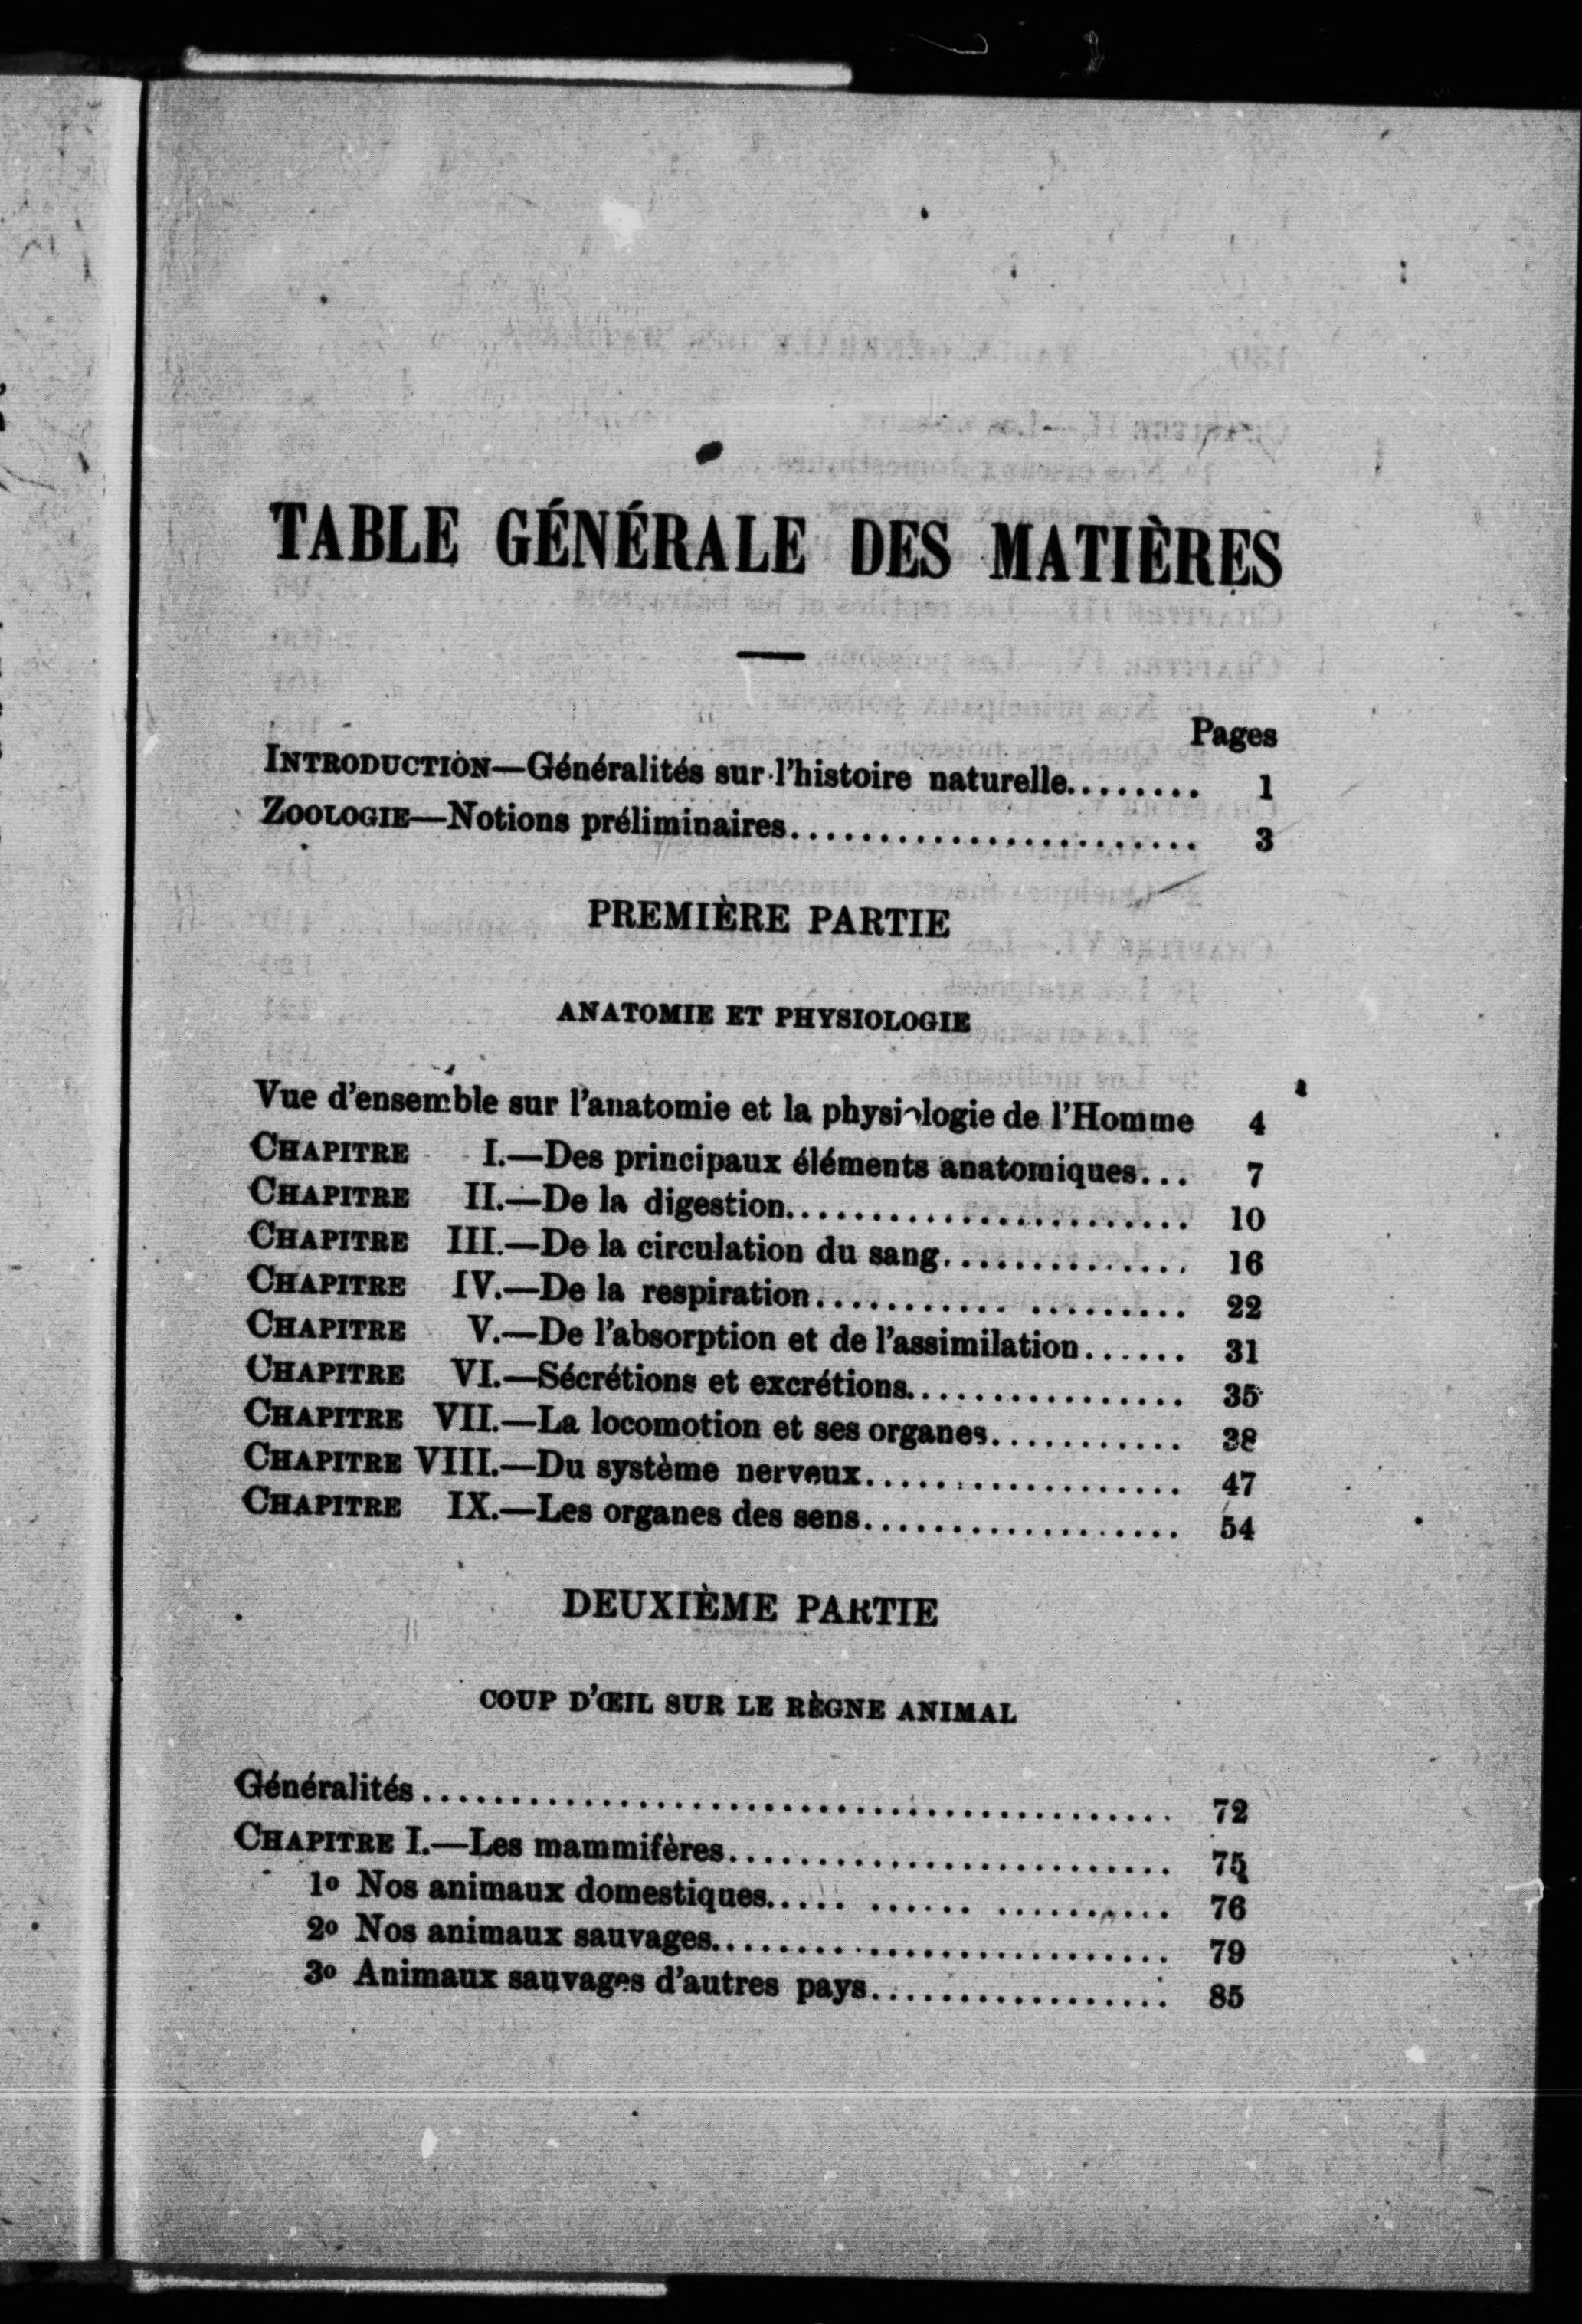 TABLE GÉNÉRALE DES MATIÈRES
Pages
INTRODUCTION—Généralités sur l'histoire naturelle........ 1
ZOOLOGIE—Notions préliminaires....................... 3
PREMIÈRE PARTIE
ANATOMIE ET PHYSIOLOGIE
Vue d'ensemble sur l'anatomie et la physiologie de l'Homme 4
CHAPITRE I.—Des principaux éléments anatomiques... 7
CHAPITRE II.—De la digestion....................... 10
CHAPITRE III.—De la circulation du sang.............. 16
CHAPITRE IV.—De la respiration........... ......... 22
CHAPITRE V.—De l'absorption et de l'assimilation...... 31
CHAPITRE VI.—Sécrétions et excrétions................ 35
CHAPITRE VII.—La locomotion et ses organes........... 38
CHAPITRE VIII.—Du système nerveux.................. 47
CHAPITRE IX.—Les organes des sens.................. 54
DEUXIÈME PARTIE
COUP D'ŒIL SUR LE RÈGNE ANIMAL
Généralités.......................................... 72
CHAPITRE I.—Les mammifères......................... 75
1o Nos animaux domestiques..... ...... .......... 76
2o Nos animaux sauvages.......................... 79
3o Animaux sauvages d'autres pays................. 85